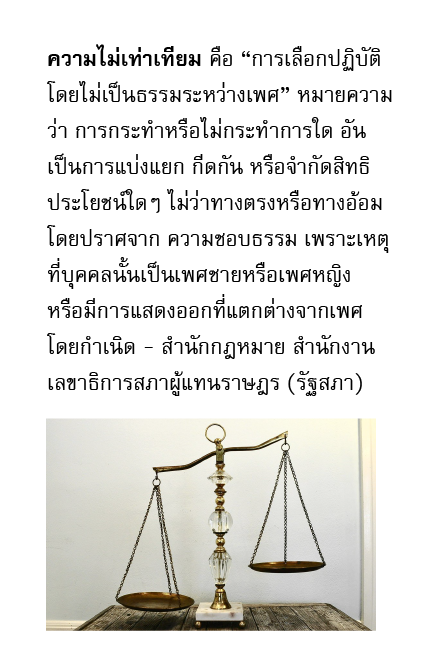 ความไม่เท่าเทียม คือ “การเลือกปฏิบัติ
โดยไม่เป็นธรรมระหว่างเพศ” หมายความ
ว่า การกระทำหรือไม่กระทำการใด อัน
เป็นการแบ่งแยก กีดกัน หรือจำกัดสิทธิ
ประโยชน์ใดๆ ไม่ว่าทางตรงหรือทางอ้อม
โดยปราศจาก ความชอบธรรม เพราะเหตุ
ที่บุคคลนั้นเป็นเพศชายหรือเพศหญิง
หรือมีการแสดงออกที่แตกต่างจากเพศ
โดยกำเนิด - สำนักกฎหมาย สำนักงาน
เลขาธิการสภาผู้แทนราษฎร (รัฐสภา)